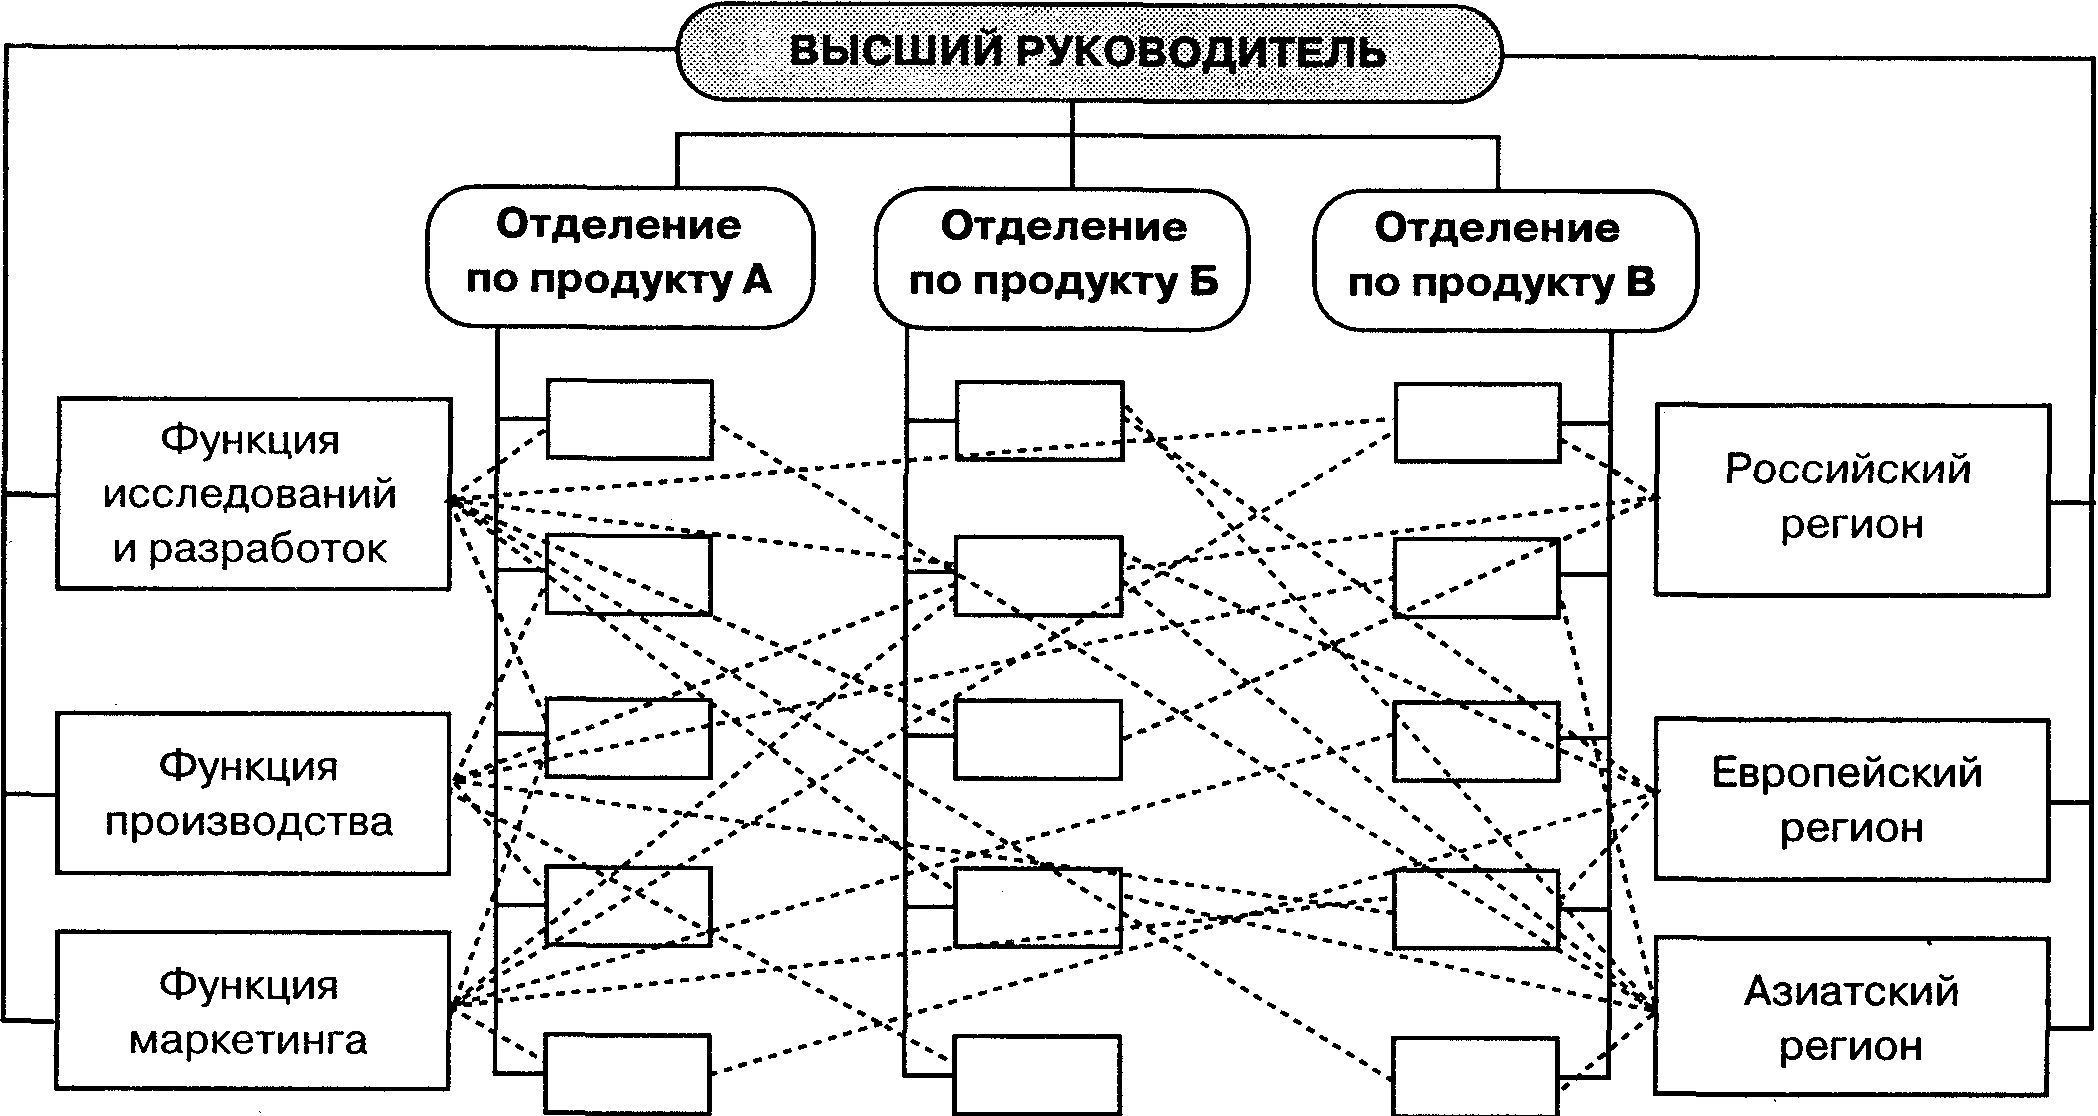 ВЫСШИЙ РУКОВОДИТЕЛЬ
Отделение
по продукту А
Отделение
по продукту Б
Отделение
по продукту В
Функция
исследований
и разработок
Функция
производства
Функция
маркетинга
Российский
регион
Европейский
регион
Азиатский
регион